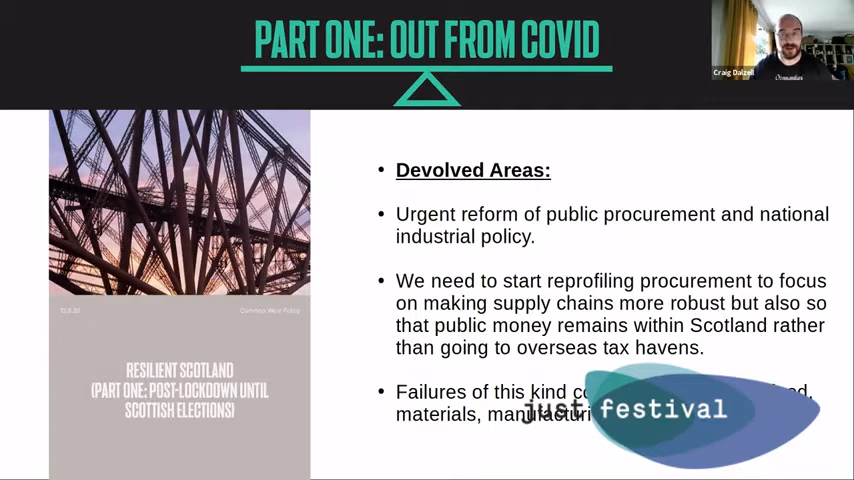 PART ONE: OUT FROM COVID
Craig Dalzell
• Devolved Areas:
• Urgent reform of public procurement and national
industrial policy.
• We need to start reprofiling procurement to focus
on making supply chains more robust but also so
that public money remains within Scotland rather
than going to overseas tax havens.
• Failures of this kind
materials,
just festival
Common Weal Policy
RESILIENT SCOTLAND
(PART ONE: POST-LOCKDOWN UNTIL
SCOTTISH ELECTIONS)